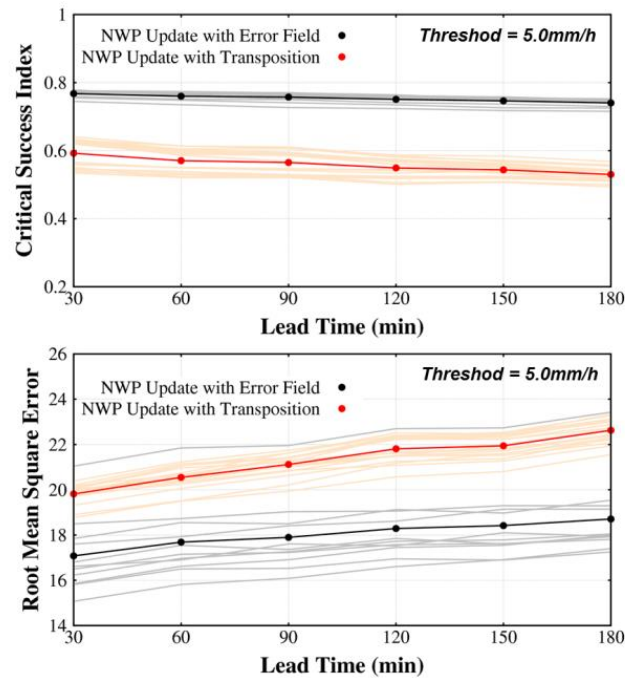 1
NWP Update with Error Field
Threshod = 5.0mm/h
NWP Update with Transposition
0.8
0.6
0.4
0.2
Critical Success Index
30 60 90 120 150 180
Lead Time (min)
26
NWP Update with Error Field
Threshod = 5.0mm/h
NWP Update with Transposition
24
22
20
18
16
14
Root Mean Square Error
30 60 90 120 150 180
Lead Time (min)